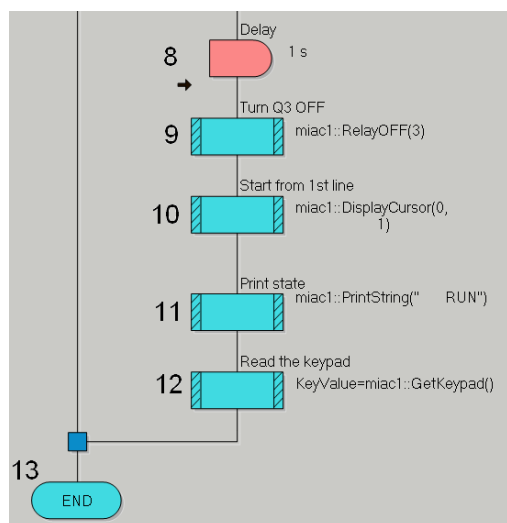 Delay
8 1 s
Turn Q3 OFF
9 miac1::RelayOFF(3)
Start from 1st line
10 miac1::DisplayCursor(0,
1)
Print state
11 miac1::PrintString("      RUN")
Read the keypad
12 KeyValue=miac1::GetKeypad()
13
END